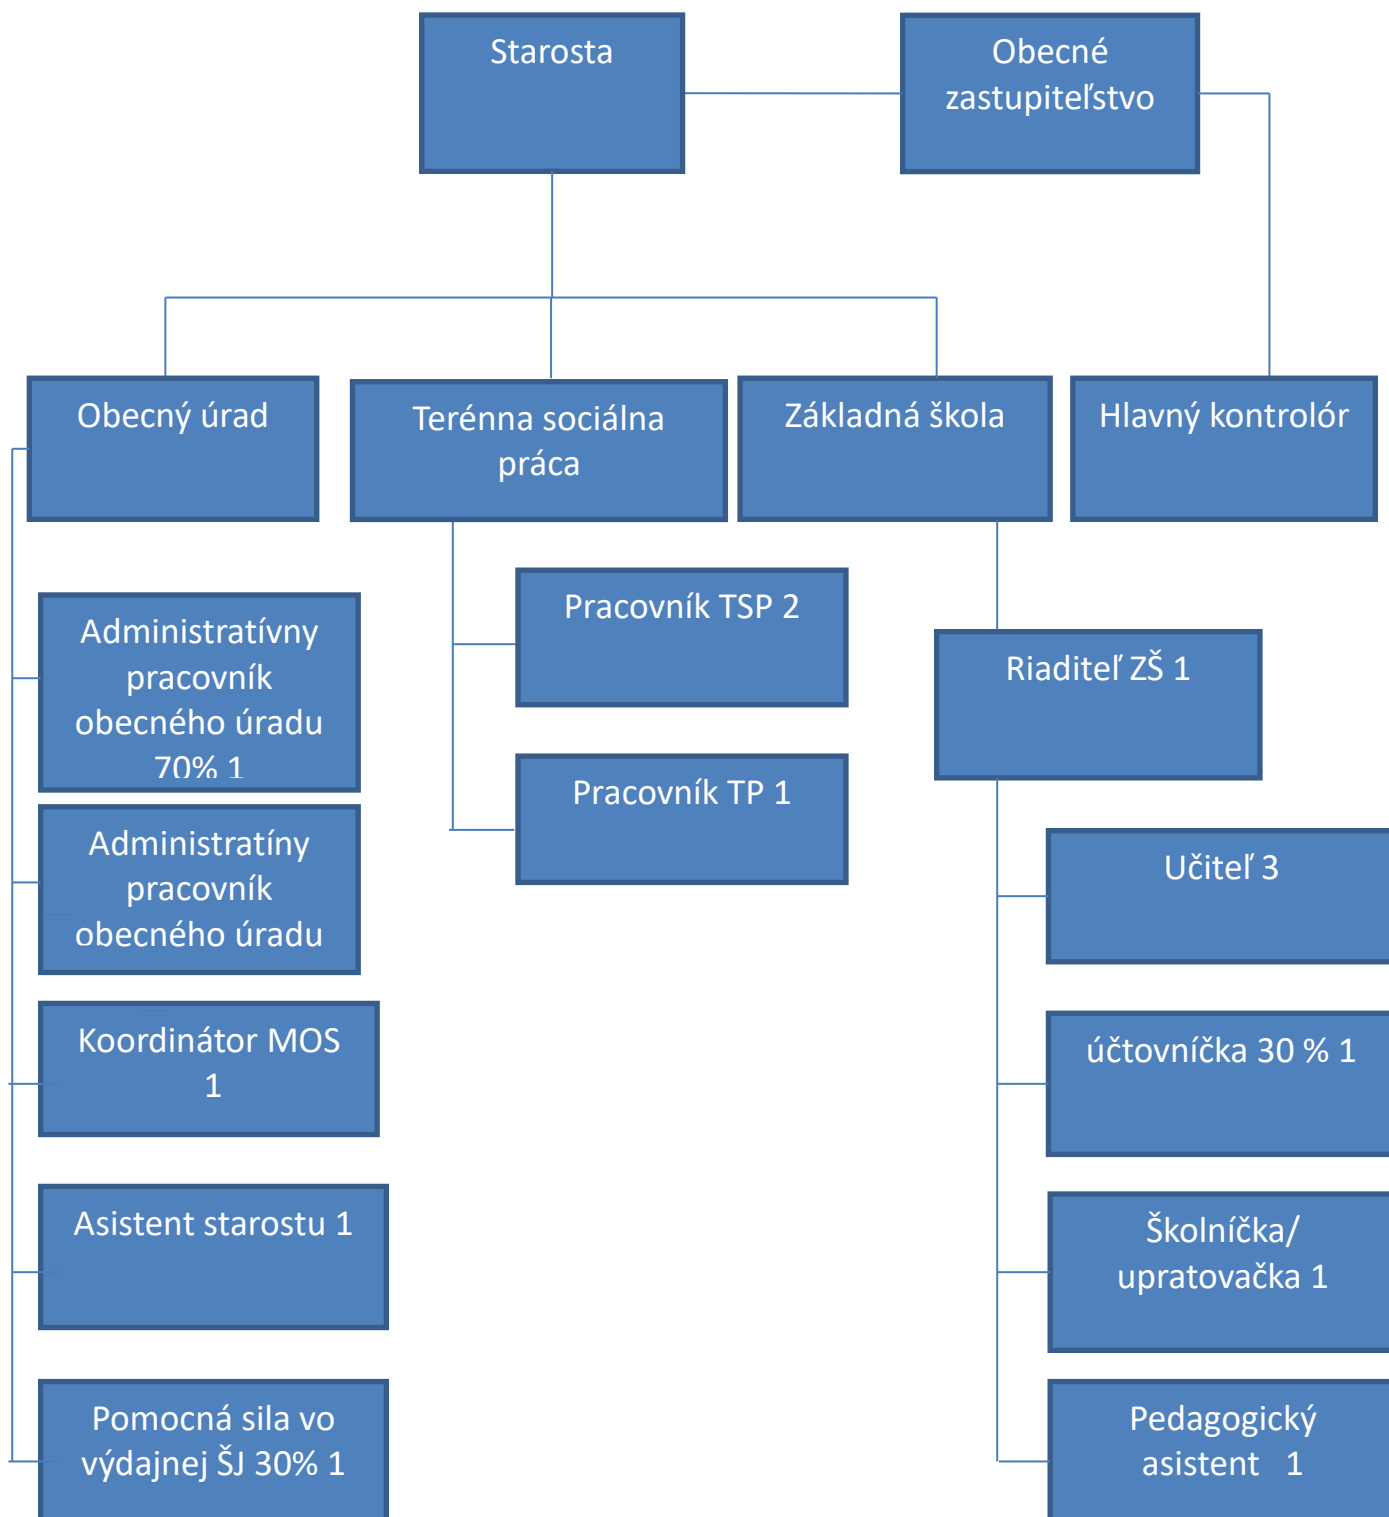 Starosta
Obecné
zastupiteľstvo
Obecný úrad
Terénna sociálna
práca
Základná škola
Hlavný kontrolór
Administratívny
pracovník
obecného úradu
70% 1
Administratíny
pracovník
obecného úradu
Koordinátor MOS
1
Asistent starostu 1
Pomocná sila vo
výdajnej ŠJ 30% 1
Pracovník TSP 2
Pracovník TP 1
Riaditeľ ZŠ 1
Učiteľ 3
účtovníčka 30 % 1
Školníčka/
upratovačka 1
Pedagogický
asistent 1